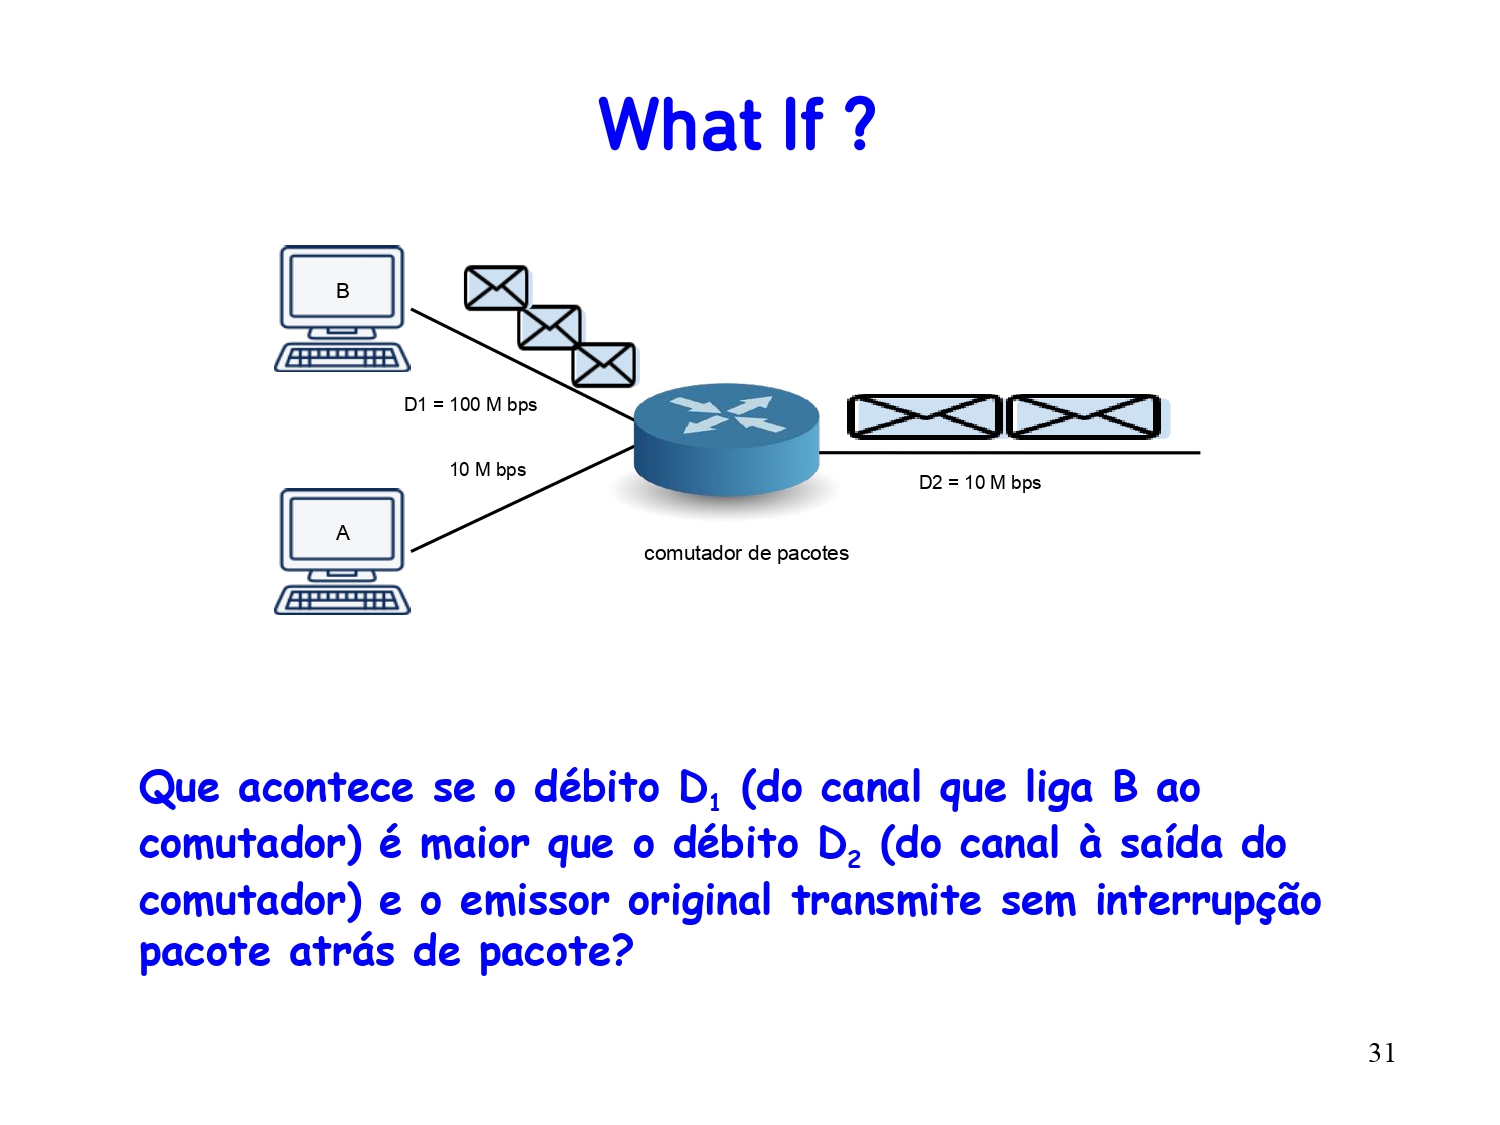 What If ?
B
D1 = 100 M bps
10 M bps
A
D2 = 10 M bps
comutador de pacotes
Que acontece se o débito D₁ (do canal que liga B ao
comutador) é maior que o débito D₂ (do canal à saída do
comutador) e o emissor original transmite sem interrupção
pacote atrás de pacote?
31